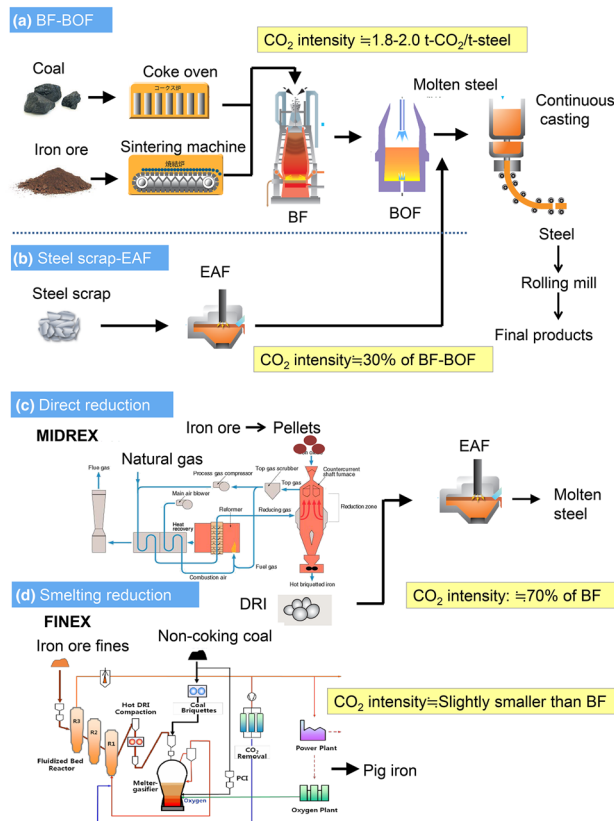 (a) BF-BOF
CO₂ intensity ≒1.8-2.0 t-CO₂/t-steel
Coal
Coke oven
コークス炉
Molten steel
Continuous
casting
Iron ore
Sintering machine
焼結炉
BF
BOF
Steel
(b) Steel scrap-EAF
EAF
Rolling mill
Steel scrap
Final products
CO₂ intensity≒30% of BF-BOF
(c) Direct reduction
Iron ore
Pellets
MIDREX
EAF
Natural gas
Flue gas
Process gas compressor
Top gas scrubber
Countercurrent
shaft furnace
Top gas
Main air blower
Reduction
zone
Reducing gas
Reformer
Heat
recovery
Molten
steel
Combustion air
Fuel gas
Hot briquetted iron
DRI
CO₂ intensity: ≒70% of BF
(d) Smelting reduction
FINEX
Non-coking coal
Iron ore fines
CO₂ intensity≒Slightly smaller than BF
R3
R2
R1
Hot DRI
Compaction
Coal
Briquettes
Fluidized Bed
Reactor
CO₂
Removal
Power Plant
Melter-
gasifier
PCI
Pig iron
Oxygen
Oxygen Plant